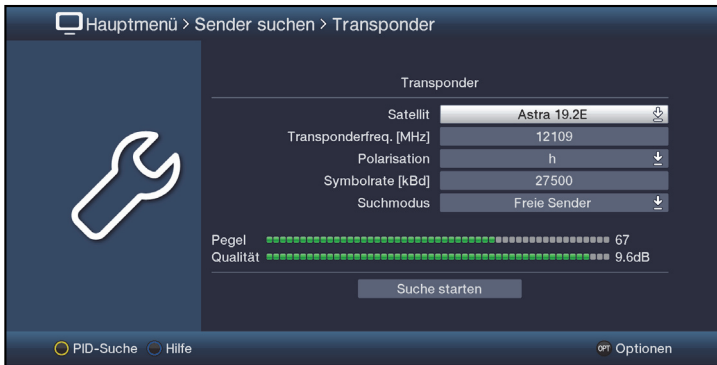 Hauptmenü > Sender suchen > Transponder
Transponder
Satellit Astra 19.2E
Transponderfreq. [MHz] 12109
Polarisation h
Symbolrate [kBd] 27500
Suchmodus Freie Sender
Pegel 67
Qualität 9.6dB
Suche starten
PID-Suche Hilfe OPT Optionen